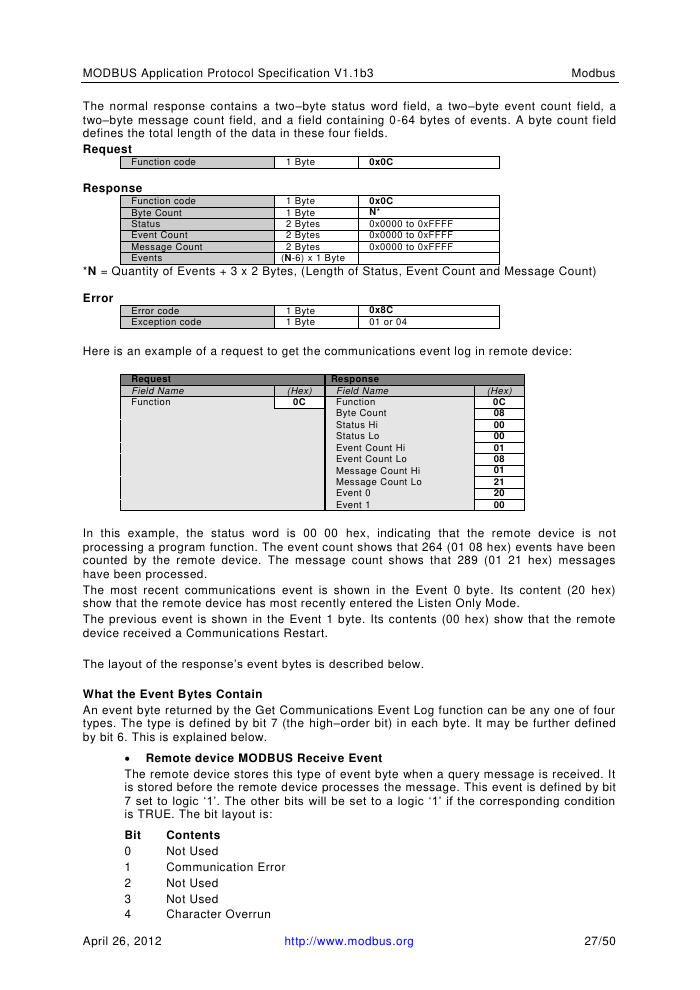 MODBUS Application Protocol Specification V1.1b3 Modbus
The normal response contains a two–byte status word field, a two–byte event count field, a
two–byte message count field, and a field containing 0-64 bytes of events. A byte count field
defines the total length of the data in these four fields.
Request
Function code 1 Byte 0x0C
Response
Function code 1 Byte 0x0C
Byte Count 1 Byte N*
Status 2 Bytes 0x0000 to 0xFFFF
Event Count 2 Bytes 0x0000 to 0xFFFF
Message Count 2 Bytes 0x0000 to 0xFFFF
Events (N-6) x 1 Byte
*N = Quantity of Events + 3 x 2 Bytes, (Length of Status, Event Count and Message Count)
Error
Error code 1 Byte 0x8C
Exception code 1 Byte 01 or 04
Here is an example of a request to get the communications event log in remote device:
Request Response
Field Name (Hex) Field Name (Hex)
Function 0C Function 0C
Byte Count 08
Status Hi 00
Status Lo 00
Event Count Hi 01
Event Count Lo 08
Message Count Hi 01
Message Count Lo 21
Event 0 20
Event 1 00
In this example, the status word is 00 00 hex, indicating that the remote device is not
processing a program function. The event count shows that 264 (01 08 hex) events have been
counted by the remote device. The message count shows that 289 (01 21 hex) messages
have been processed.
The most recent communications event is shown in the Event 0 byte. Its content (20 hex)
show that the remote device has most recently entered the Listen Only Mode.
The previous event is shown in the Event 1 byte. Its contents (00 hex) show that the remote
device received a Communications Restart.
The layout of the response’s event bytes is described below.
What the Event Bytes Contain
An event byte returned by the Get Communications Event Log function can be any one of four
types. The type is defined by bit 7 (the high–order bit) in each byte. It may be further defined
by bit 6. This is explained below.
• Remote device MODBUS Receive Event
The remote device stores this type of event byte when a query message is received. It
is stored before the remote device processes the message. This event is defined by bit
7 set to logic ‘1’. The other bits will be set to a logic ‘1’ if the corresponding condition
is TRUE. The bit layout is:
Bit Contents
0 Not Used
1 Communication Error
2 Not Used
3 Not Used
4 Character Overrun
April 26, 2012 http://www.modbus.org 27/50